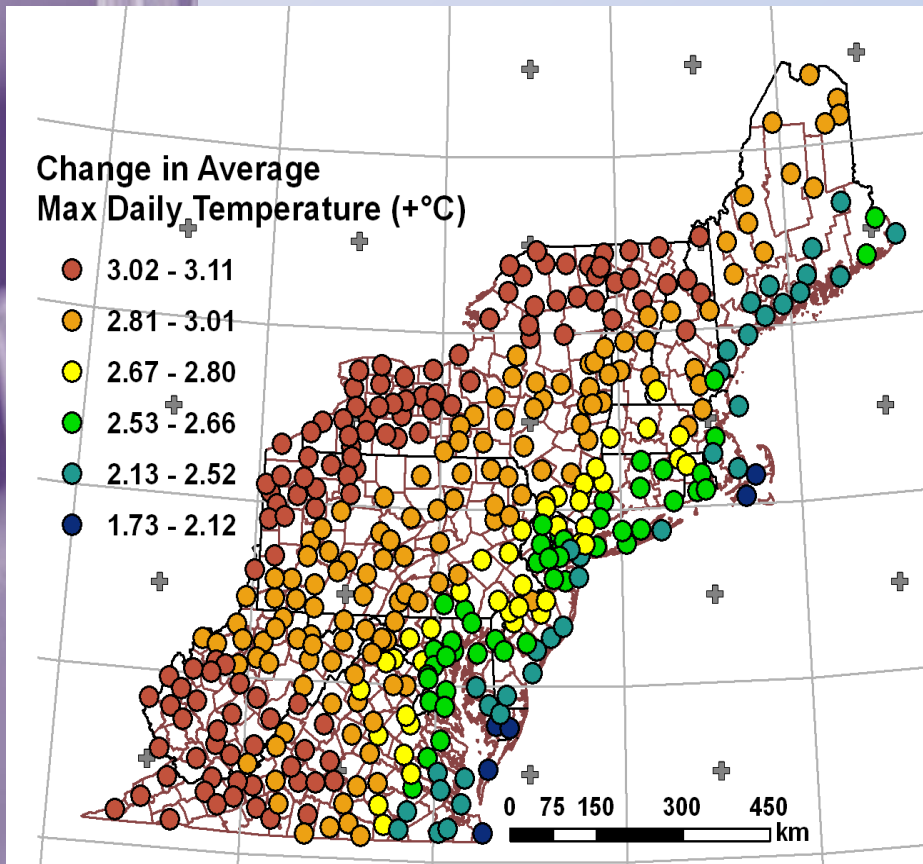 Change in Average
Max Daily Temperature (+°C)
3.02 - 3.11
2.81 - 3.01
2.67 - 2.80
2.53 - 2.66
2.13 - 2.52
1.73 - 2.12
0 75 150 300 450
km